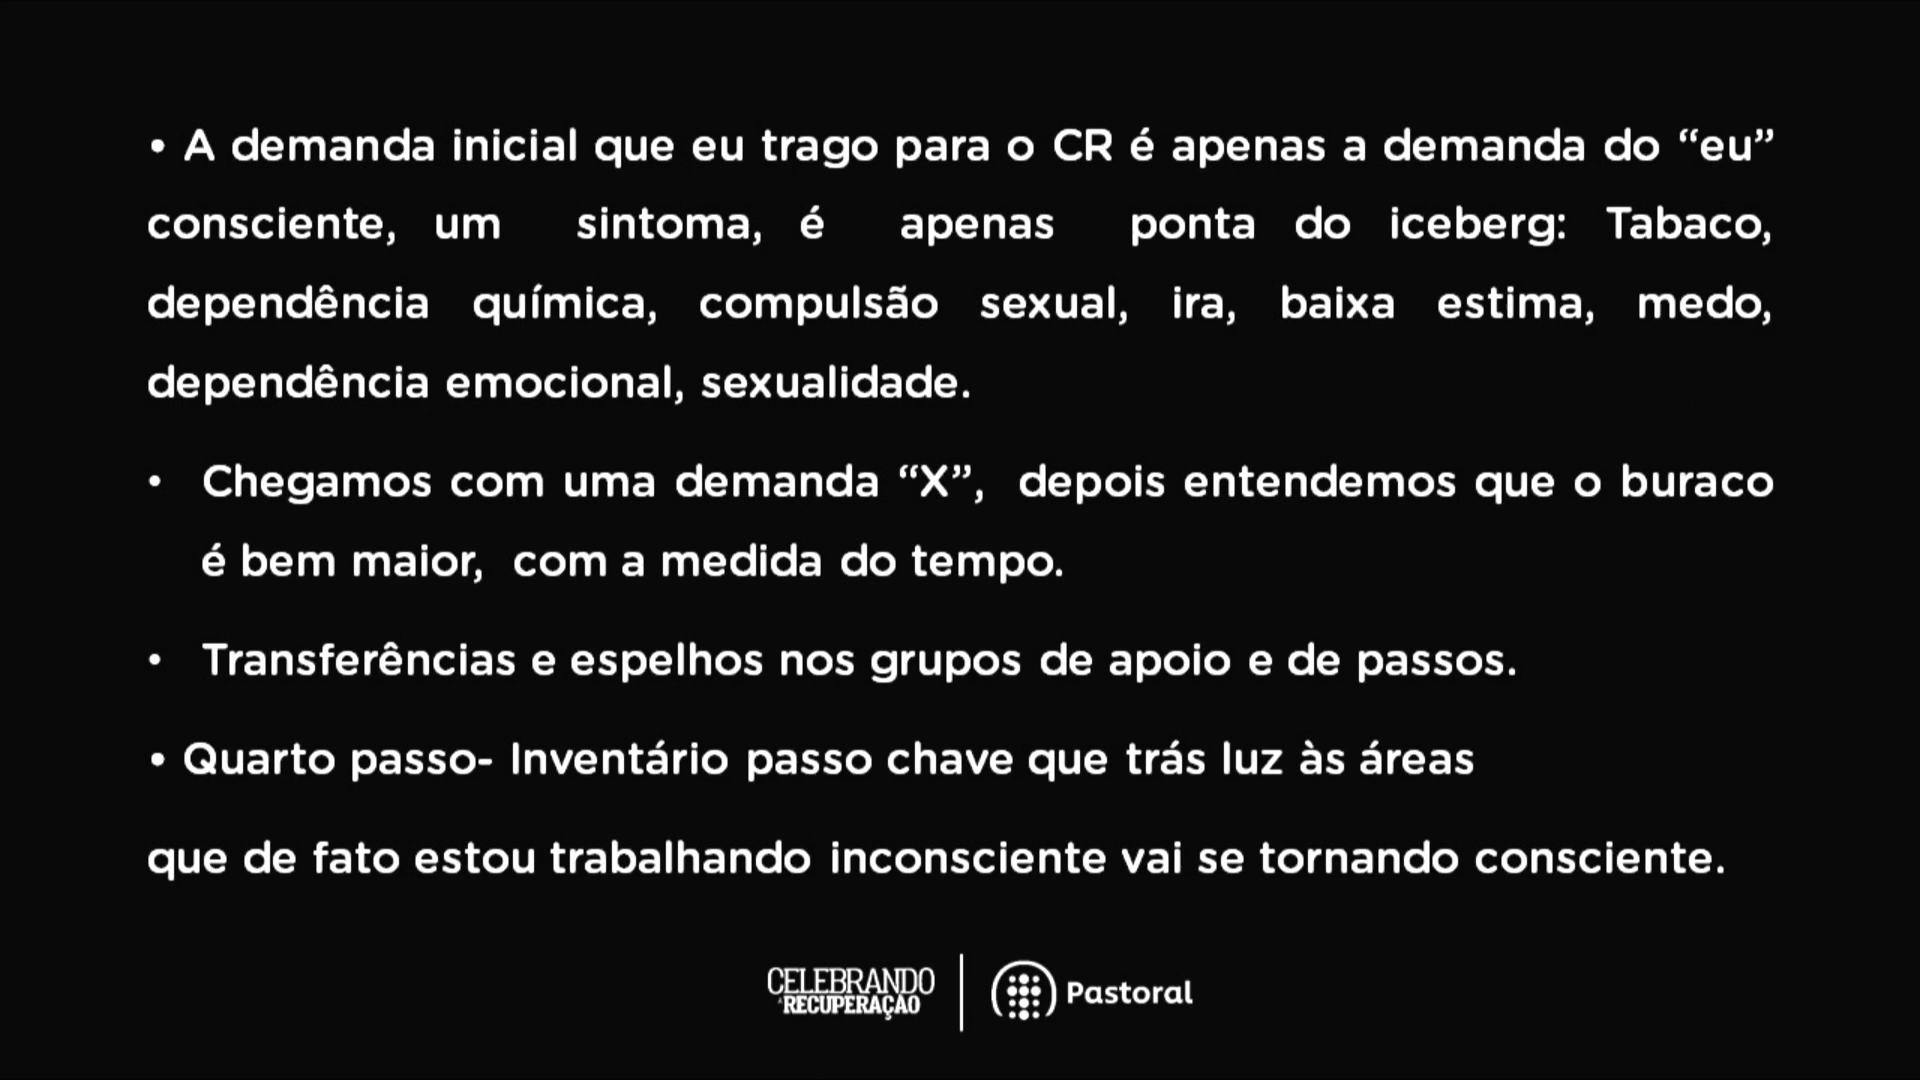 • A demanda inicial que eu trago para o CR é apenas a demanda do “eu”
consciente, um sintoma, é apenas ponta do iceberg: Tabaco,
dependência química, compulsão sexual, ira, baixa estima, medo,
dependência emocional, sexualidade.
• Chegamos com uma demanda “X”, depois entendemos que o buraco
é bem maior, com a medida do tempo.
• Transferências e espelhos nos grupos de apoio e de passos.
• Quarto passo- Inventário passo chave que trás luz às áreas
que de fato estou trabalhando inconsciente vai se tornando consciente.
CELEBRANDO
A RECUPERAÇÃO
Pastoral